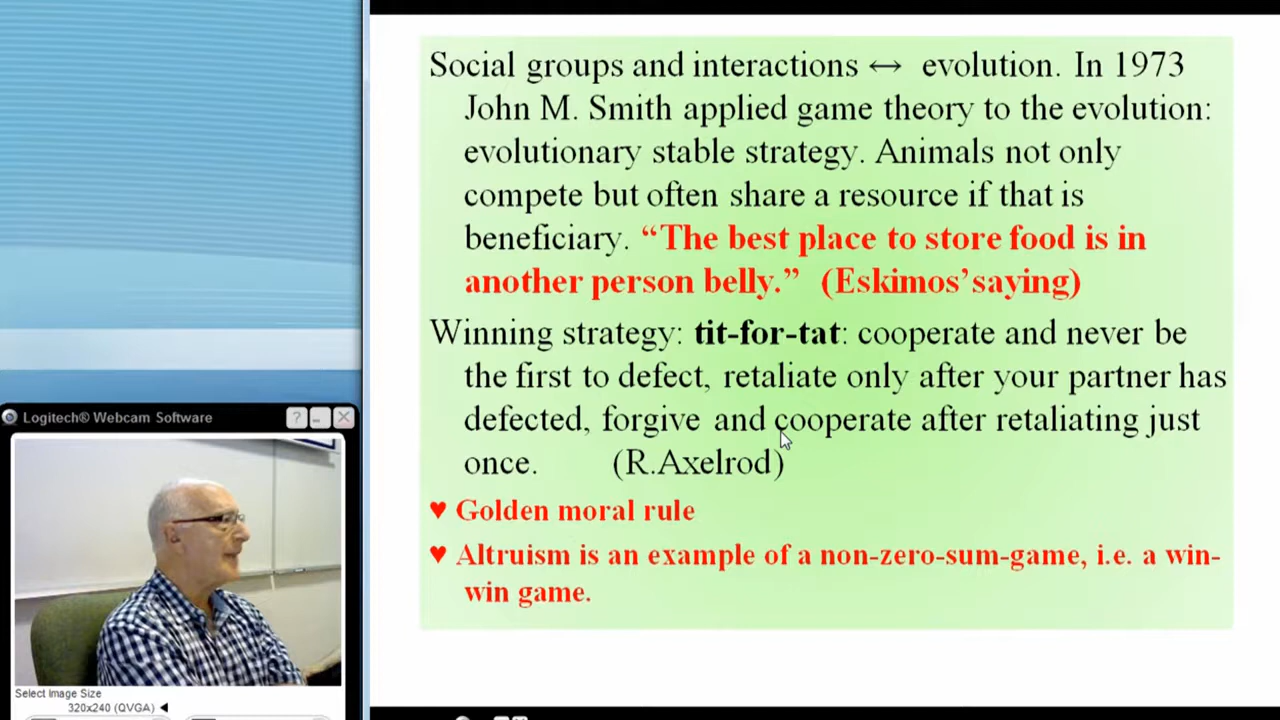 Social groups and interactions ↔ evolution. In 1973
John M. Smith applied game theory to the evolution:
evolutionary stable strategy. Animals not only
compete but often share a resource if that is
beneficiary. “The best place to store food is in
another person belly.” (Eskimos’saying)
Winning strategy: tit-for-tat: cooperate and never be
the first to defect, retaliate only after your partner has
defected, forgive and cooperate after retaliating just
once. (R.Axelrod)
♥ Golden moral rule
♥ Altruism is an example of a non-zero-sum-game, i.e. a win-
win game.
Logitech® Webcam Software
Select Image Size
320x240 (QVGA)